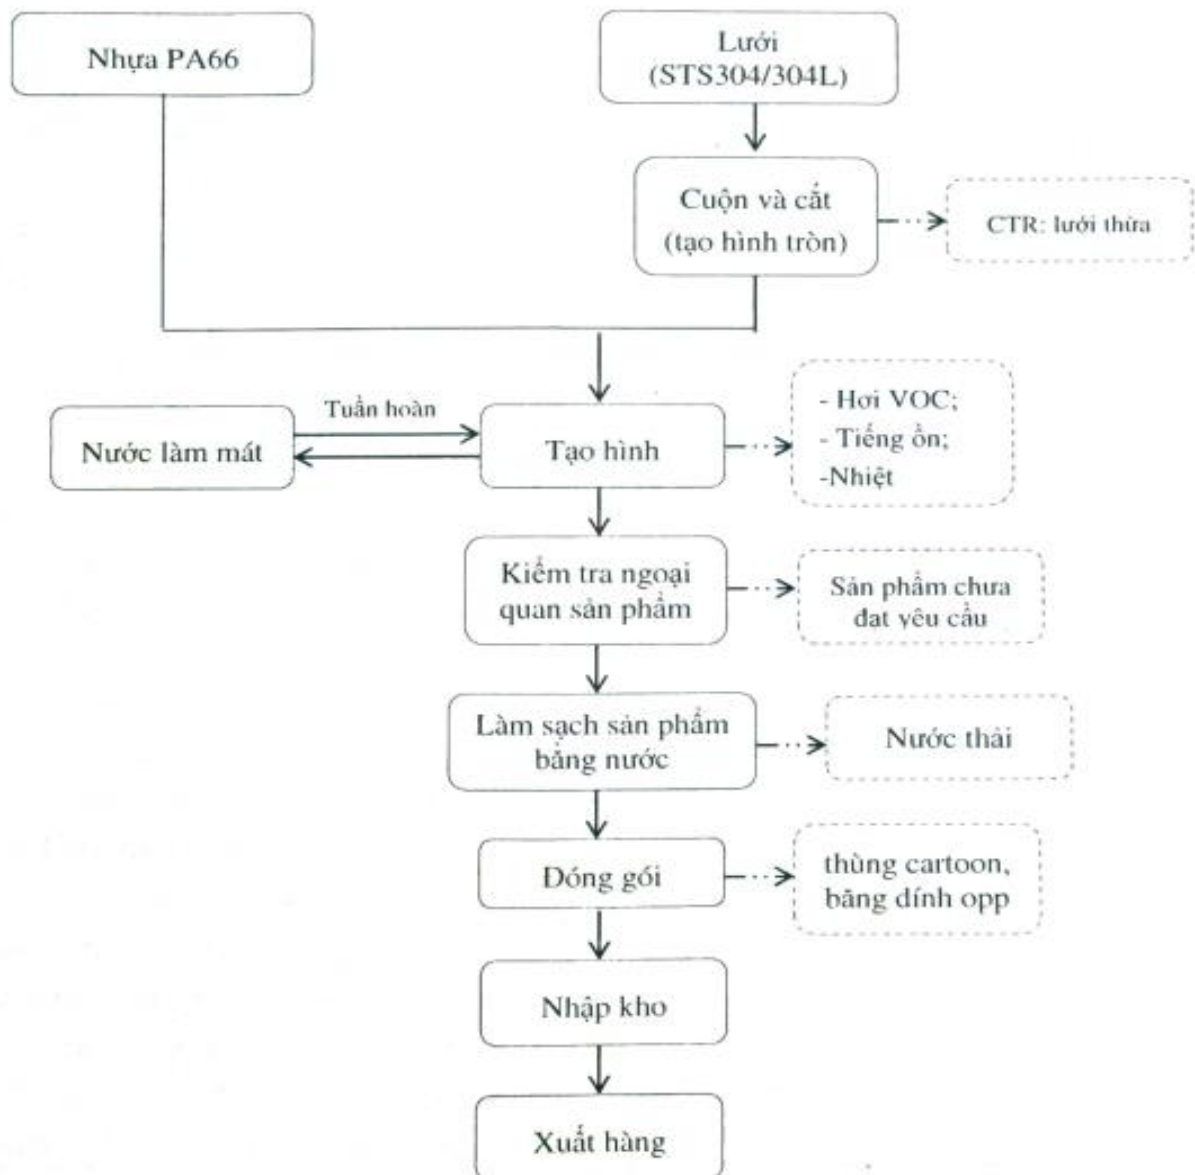 Nhựa PA66
Lưới
(STS304/304L)
Cuộn và cắt
(tạo hình tròn)
CTR: lưới thừa
Tuần hoàn
Nước làm mát
Tạo hình
- Hơi VOC;
- Tiếng ồn;
-Nhiệt
Kiểm tra ngoại
quan sản phẩm
Sản phẩm chưa
đạt yêu cầu
Làm sạch sản phẩm
bằng nước
Nước thải
Đóng gói
thùng cartoon,
băng dính opp
Nhập kho
Xuất hàng